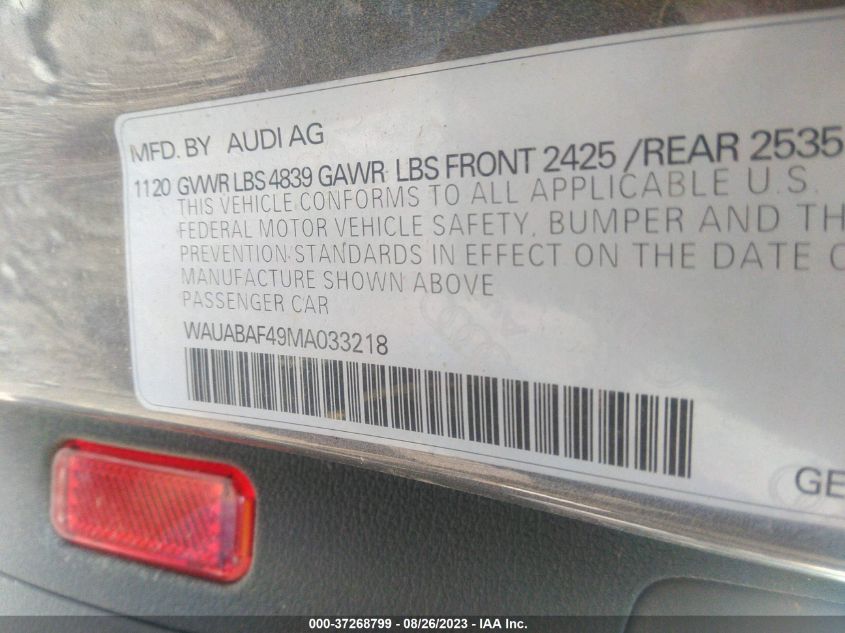 MFD. BY AUDI AG
1120 GVWR LBS 4839 GAWR LBS FRONT 2425 /REAR 2535
THIS VEHICLE CONFORMS TO ALL APPLICABLE U.S.
FEDERAL MOTOR VEHICLE SAFETY, BUMPER AND TH
PREVENTION STANDARDS IN EFFECT ON THE DATE O
MANUFACTURE SHOWN ABOVE
PASSENGER CAR
WAUABAF49MA033218
GE
000-37268799 - 08/26/2023 - IAA Inc.